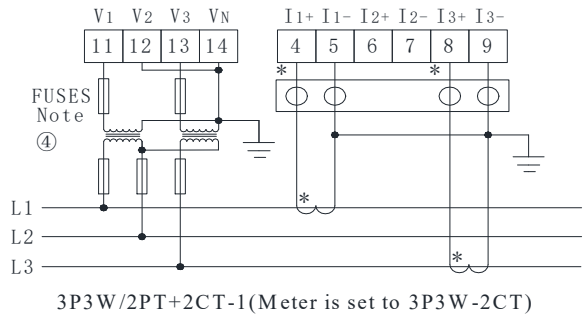 V1 V2 V3 VN I1+ I1- I2+ I2- I3+ I3-
11 12 13 14 4 5 6 7 8 9
* *
FUSES
Note
④
*
L1
L2
L3 *
3P3W/2PT+2CT-1(Meter is set to 3P3W-2CT)